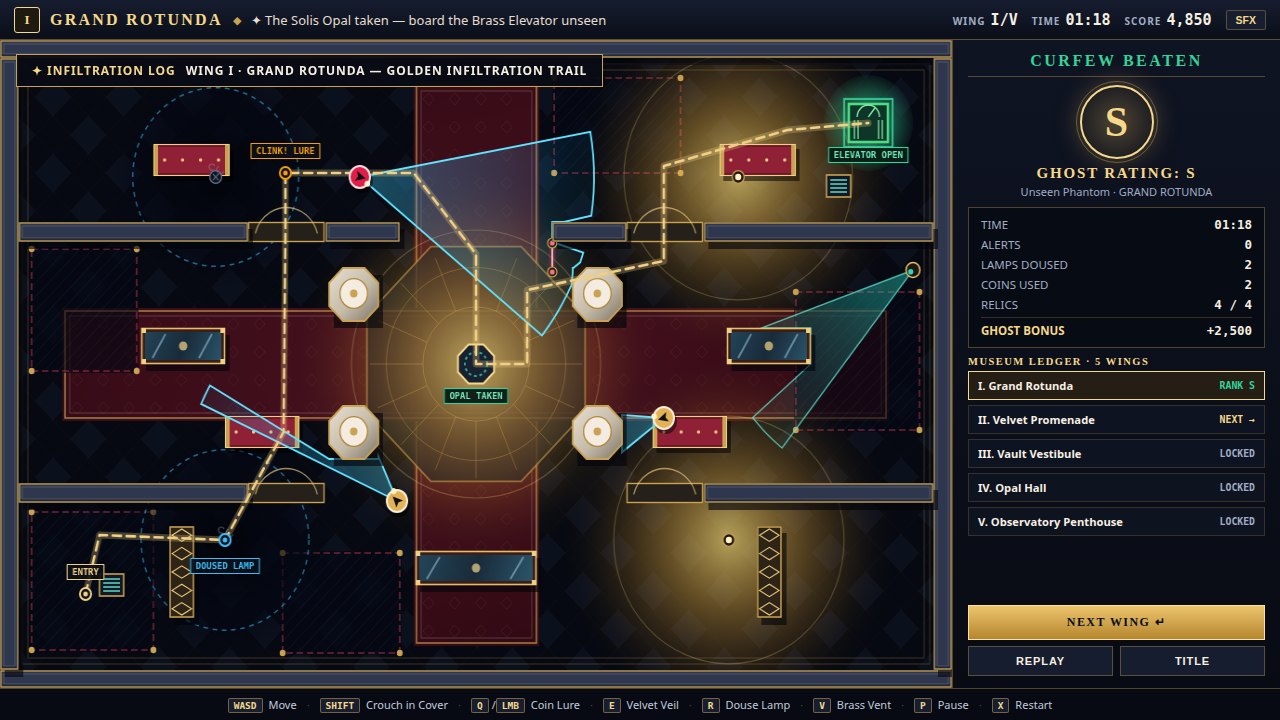 I GRAND ROTUNDA ◆ ✦ The Solis Opal taken — board the Brass Elevator unseen
WING I/V TIME 01:18 SCORE 4,850 SFX
✦ INFILTRATION LOG WING I · GRAND ROTUNDA — GOLDEN INFILTRATION TRAIL
CLINK! LURE
ELEVATOR OPEN
OPAL TAKEN
ENTRY
DOUSED LAMP
CURFEW BEATEN
S
GHOST RATING: S
Unseen Phantom · GRAND ROTUNDA
TIME 01:18
ALERTS 0
LAMPS DOUSED 2
COINS USED 2
RELICS 4 / 4
GHOST BONUS +2,500
MUSEUM LEDGER · 5 WINGS
I. Grand Rotunda RANK S
II. Velvet Promenade NEXT →
III. Vault Vestibule LOCKED
IV. Opal Hall LOCKED
V. Observatory Penthouse LOCKED
NEXT WING ↵
REPLAY TITLE
WASD Move · SHIFT Crouch in Cover · Q / LMB Coin Lure · E Velvet Veil · R Douse Lamp · V Brass Vent · P Pause · X Restart